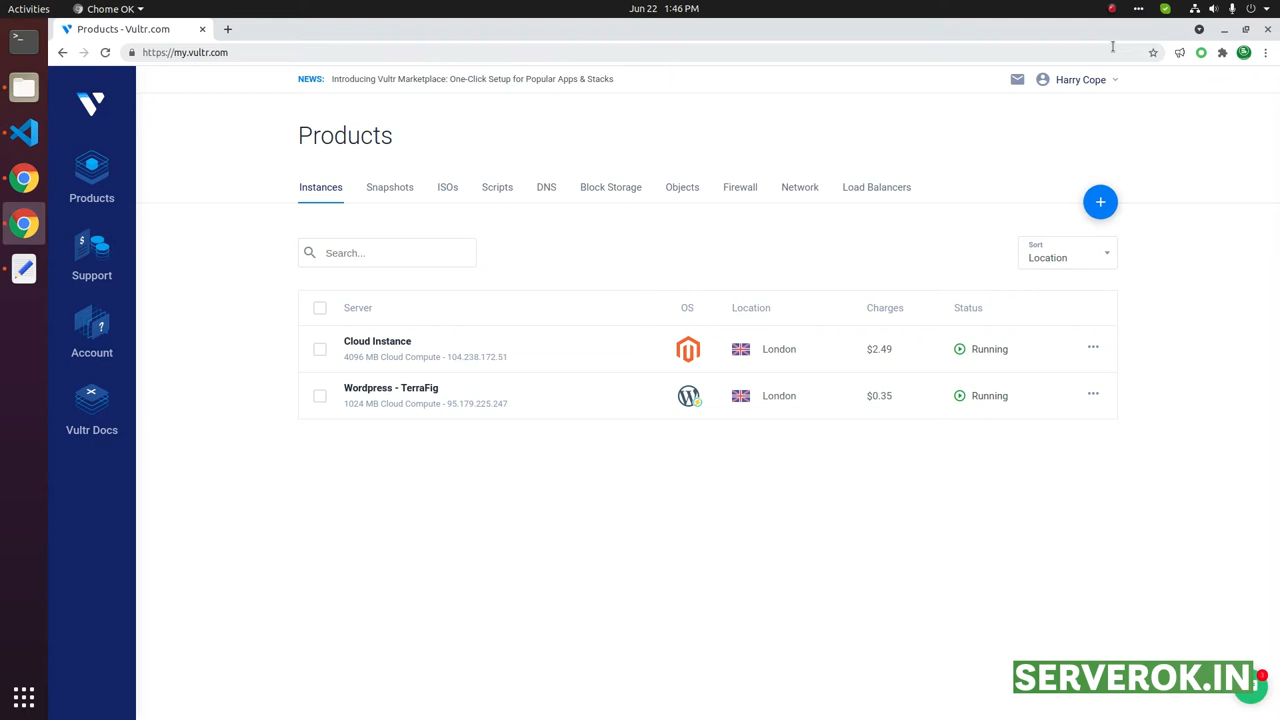 Activities
Chome OK
Jun 22 1:46 PM
Products - Vultr.com
https://my.vultr.com
NEWS: Introducing Vultr Marketplace: One-Click Setup for Popular Apps & Stacks
Harry Cope
Products
Products
Support
Account
Vultr Docs
Instances Snapshots ISOs Scripts DNS Block Storage Objects Firewall Network Load Balancers
+
Search...
Sort
Location
Server OS Location Charges Status
Cloud Instance
4096 MB Cloud Compute - 104.238.172.51
London $2.49 Running
Wordpress - TerraFig
1024 MB Cloud Compute - 95.179.225.247
London $0.35 Running
SERVEROK.IN